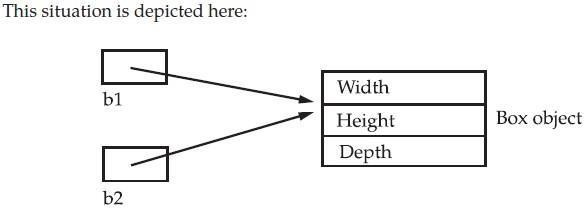 This situation is depicted here:
b1
Width
Height
Depth
Box object
b2